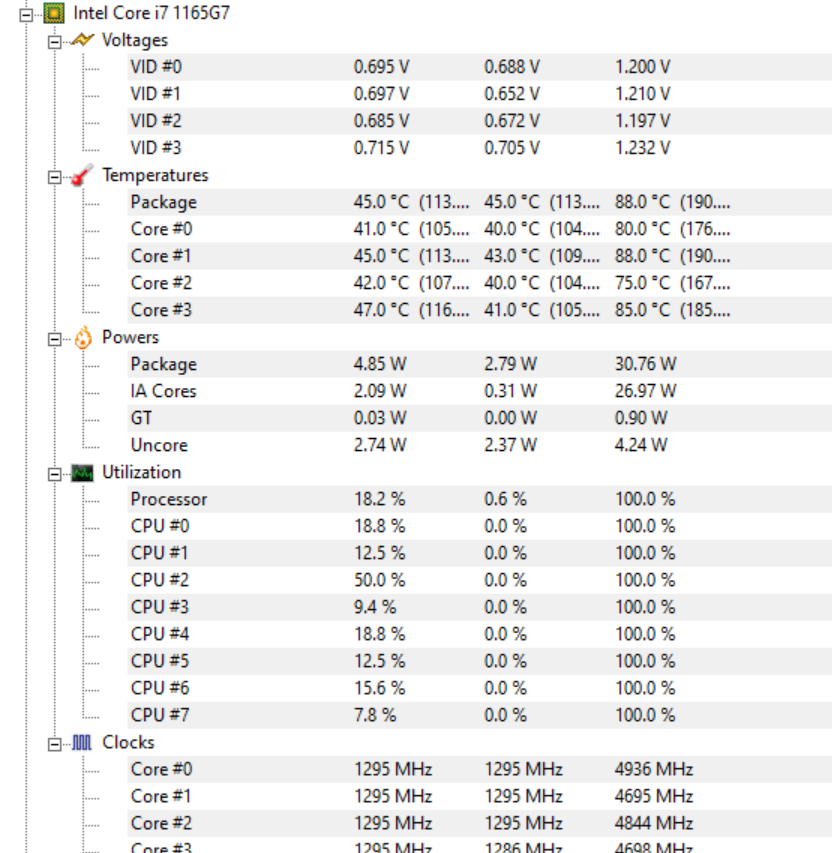 Intel Core i7 1165G7
Voltages
VID #0 0.695 V 0.688 V 1.200 V
VID #1 0.697 V 0.652 V 1.210 V
VID #2 0.685 V 0.672 V 1.197 V
VID #3 0.715 V 0.705 V 1.232 V
Temperatures
Package 45.0 °C (113.... 45.0 °C (113.... 88.0 °C (190....
Core #0 41.0 °C (105.... 40.0 °C (104.... 80.0 °C (176....
Core #1 45.0 °C (113.... 43.0 °C (109.... 88.0 °C (190....
Core #2 42.0 °C (107.... 40.0 °C (104.... 75.0 °C (167....
Core #3 47.0 °C (116.... 41.0 °C (105.... 85.0 °C (185....
Powers
Package 4.85 W 2.79 W 30.76 W
IA Cores 2.09 W 0.31 W 26.97 W
GT 0.03 W 0.00 W 0.90 W
Uncore 2.74 W 2.37 W 4.24 W
Utilization
Processor 18.2 % 0.6 % 100.0 %
CPU #0 18.8 % 0.0 % 100.0 %
CPU #1 12.5 % 0.0 % 100.0 %
CPU #2 50.0 % 0.0 % 100.0 %
CPU #3 9.4 % 0.0 % 100.0 %
CPU #4 18.8 % 0.0 % 100.0 %
CPU #5 12.5 % 0.0 % 100.0 %
CPU #6 15.6 % 0.0 % 100.0 %
CPU #7 7.8 % 0.0 % 100.0 %
Clocks
Core #0 1295 MHz 1295 MHz 4936 MHz
Core #1 1295 MHz 1295 MHz 4695 MHz
Core #2 1295 MHz 1295 MHz 4844 MHz
Core #3 1295 MHz 1286 MHz 4698 MHz